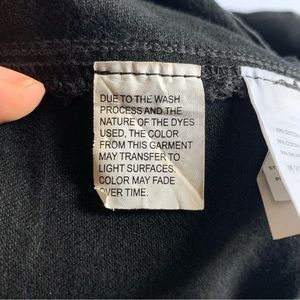 DUE TO THE WASH
PROCESS AND THE
NATURE OF THE DYES
USED, THE COLOR
FROM THIS GARMENT
MAY TRANSFER TO
LIGHT SURFACES.
COLOR MAY FADE
OVER TIME.